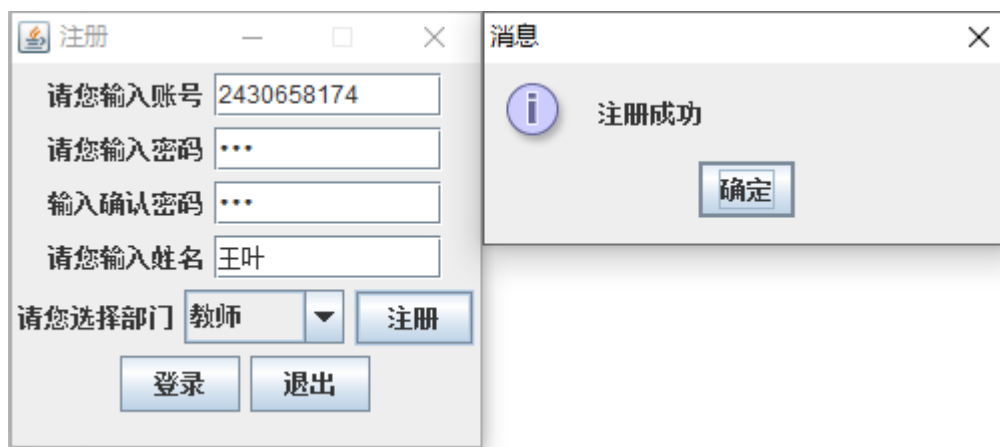 注册
请您输入账号 2430658174
请您输入密码 •••
输入确认密码 •••
请您输入姓名 王叶
请您选择部门 教师 注册
登录 退出
消息
注册成功
确定